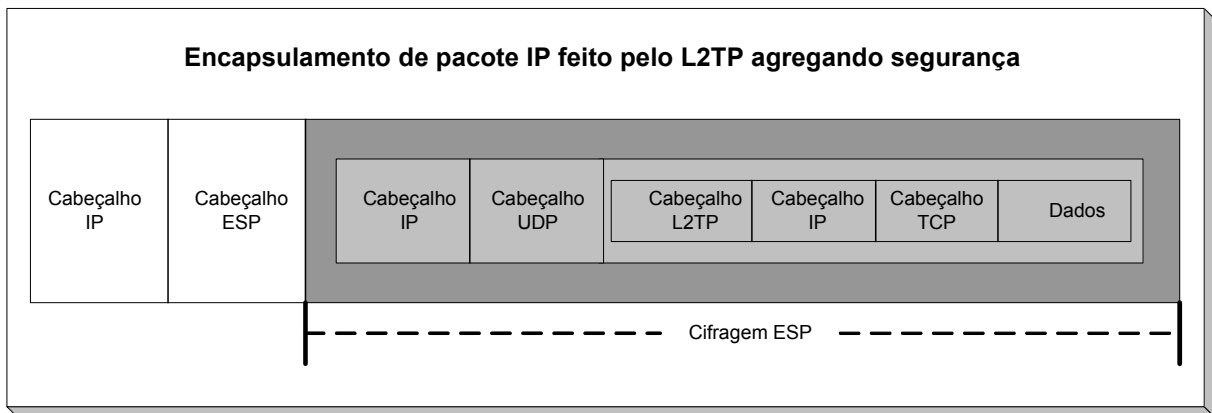 Encapsulamento de pacote IP feito pelo L2TP agregando segurança
Cabeçalho
IP
Cabeçalho
ESP
Cabeçalho
IP
Cabeçalho
UDP
Cabeçalho
L2TP
Cabeçalho
IP
Cabeçalho
TCP
Dados
Cifragem ESP